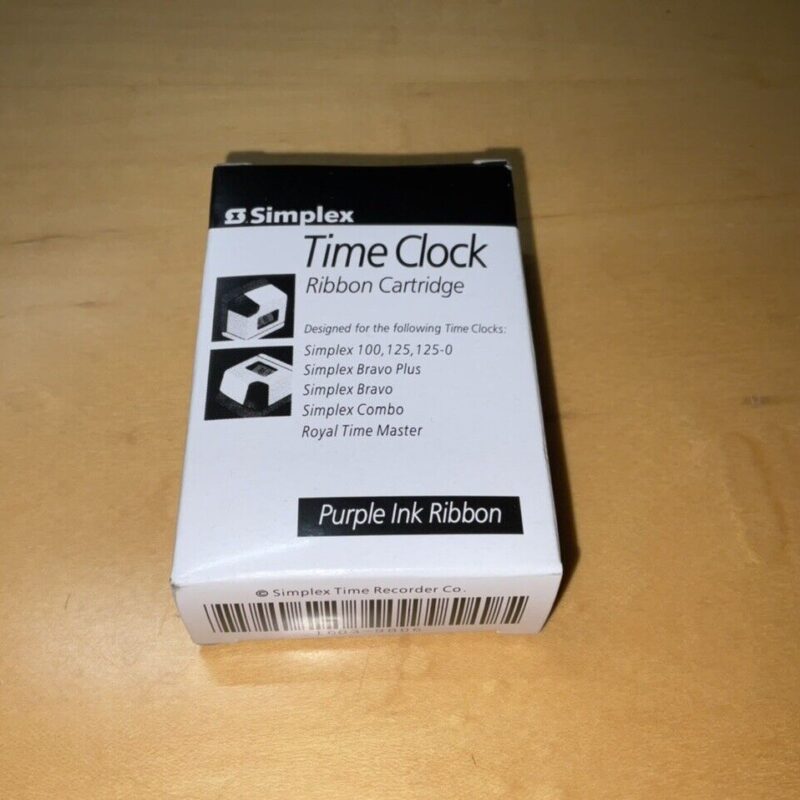 Simplex
Time Clock
Ribbon Cartridge
Designed for the following Time Clocks:
Simplex 100,125,125-0
Simplex Bravo Plus
Simplex Bravo
Simplex Combo
Royal Time Master
Purple Ink Ribbon
© Simplex Time Recorder Co.